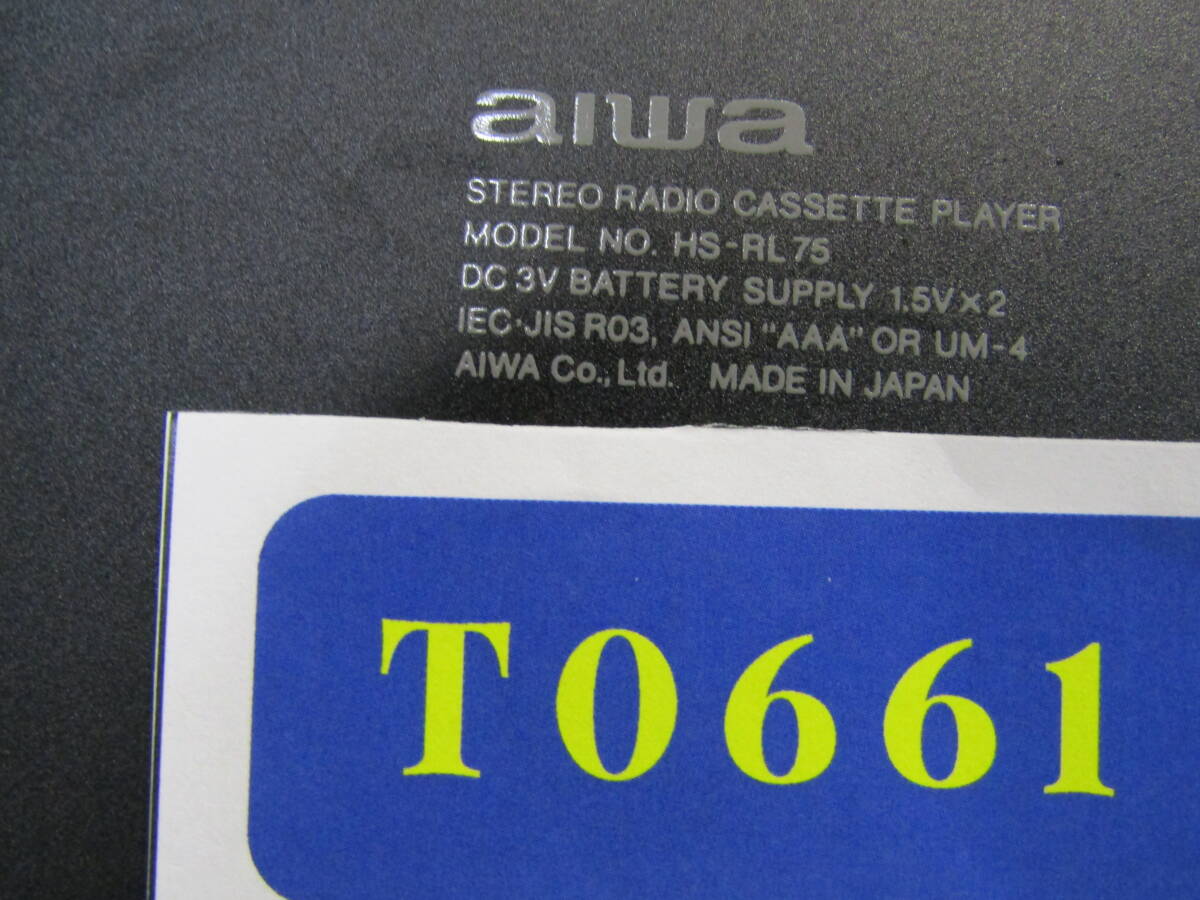 aiwa
STEREO RADIO CASSETTE PLAYER
MODEL NO. HS-RL75
DC 3V BATTERY SUPPLY 1.5V×2
IEC·JIS R03, ANSI "AAA" OR UM-4
AIWA Co., Ltd. MADE IN JAPAN
T0661